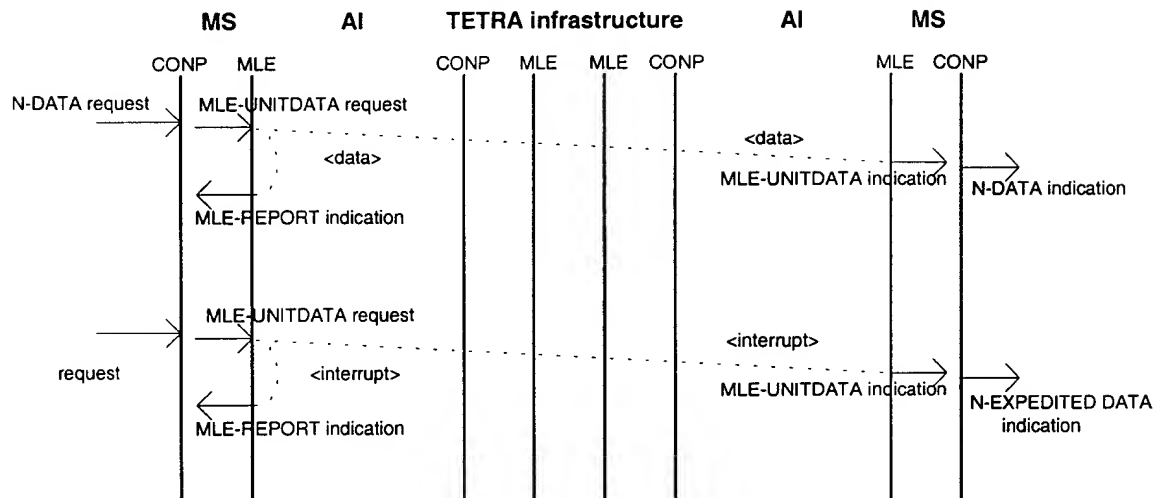 MS AI TETRA infrastructure AI MS
CONP MLE CONP MLE MLE CONP MLE CONP
N-DATA request MLE-UNITDATA request
<data>
<data>
MLE-UNITDATA indication
N-DATA indication
MLE-REPORT indication
MLE-UNITDATA request
<interrupt>
request
<interrupt>
MLE-UNITDATA indication
N-EXPEDITED DATA
indication
MLE-REPORT indication